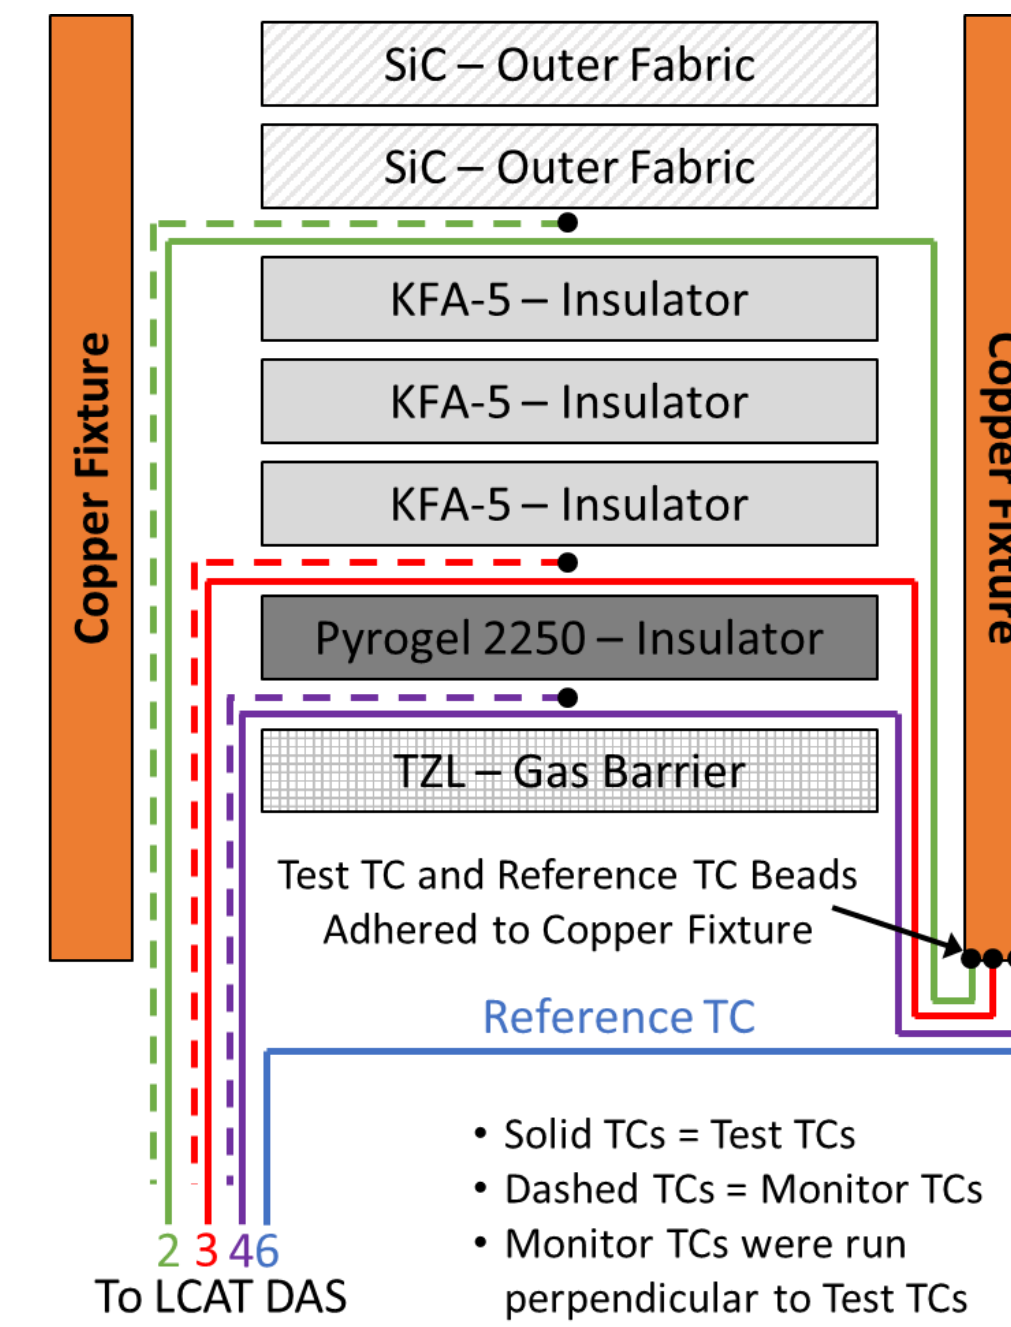 SiC – Outer Fabric
SiC – Outer Fabric
KFA-5 – Insulator
KFA-5 – Insulator
KFA-5 – Insulator
Copper Fixture
Copper Fixture
Pyrogel 2250 – Insulator
TZL – Gas Barrier
Test TC and Reference TC Beads
Adhered to Copper Fixture
Reference TC
• Solid TCs = Test TCs
• Dashed TCs = Monitor TCs
• Monitor TCs were run
perpendicular to Test TCs
2 3 4 6
To LCAT DAS